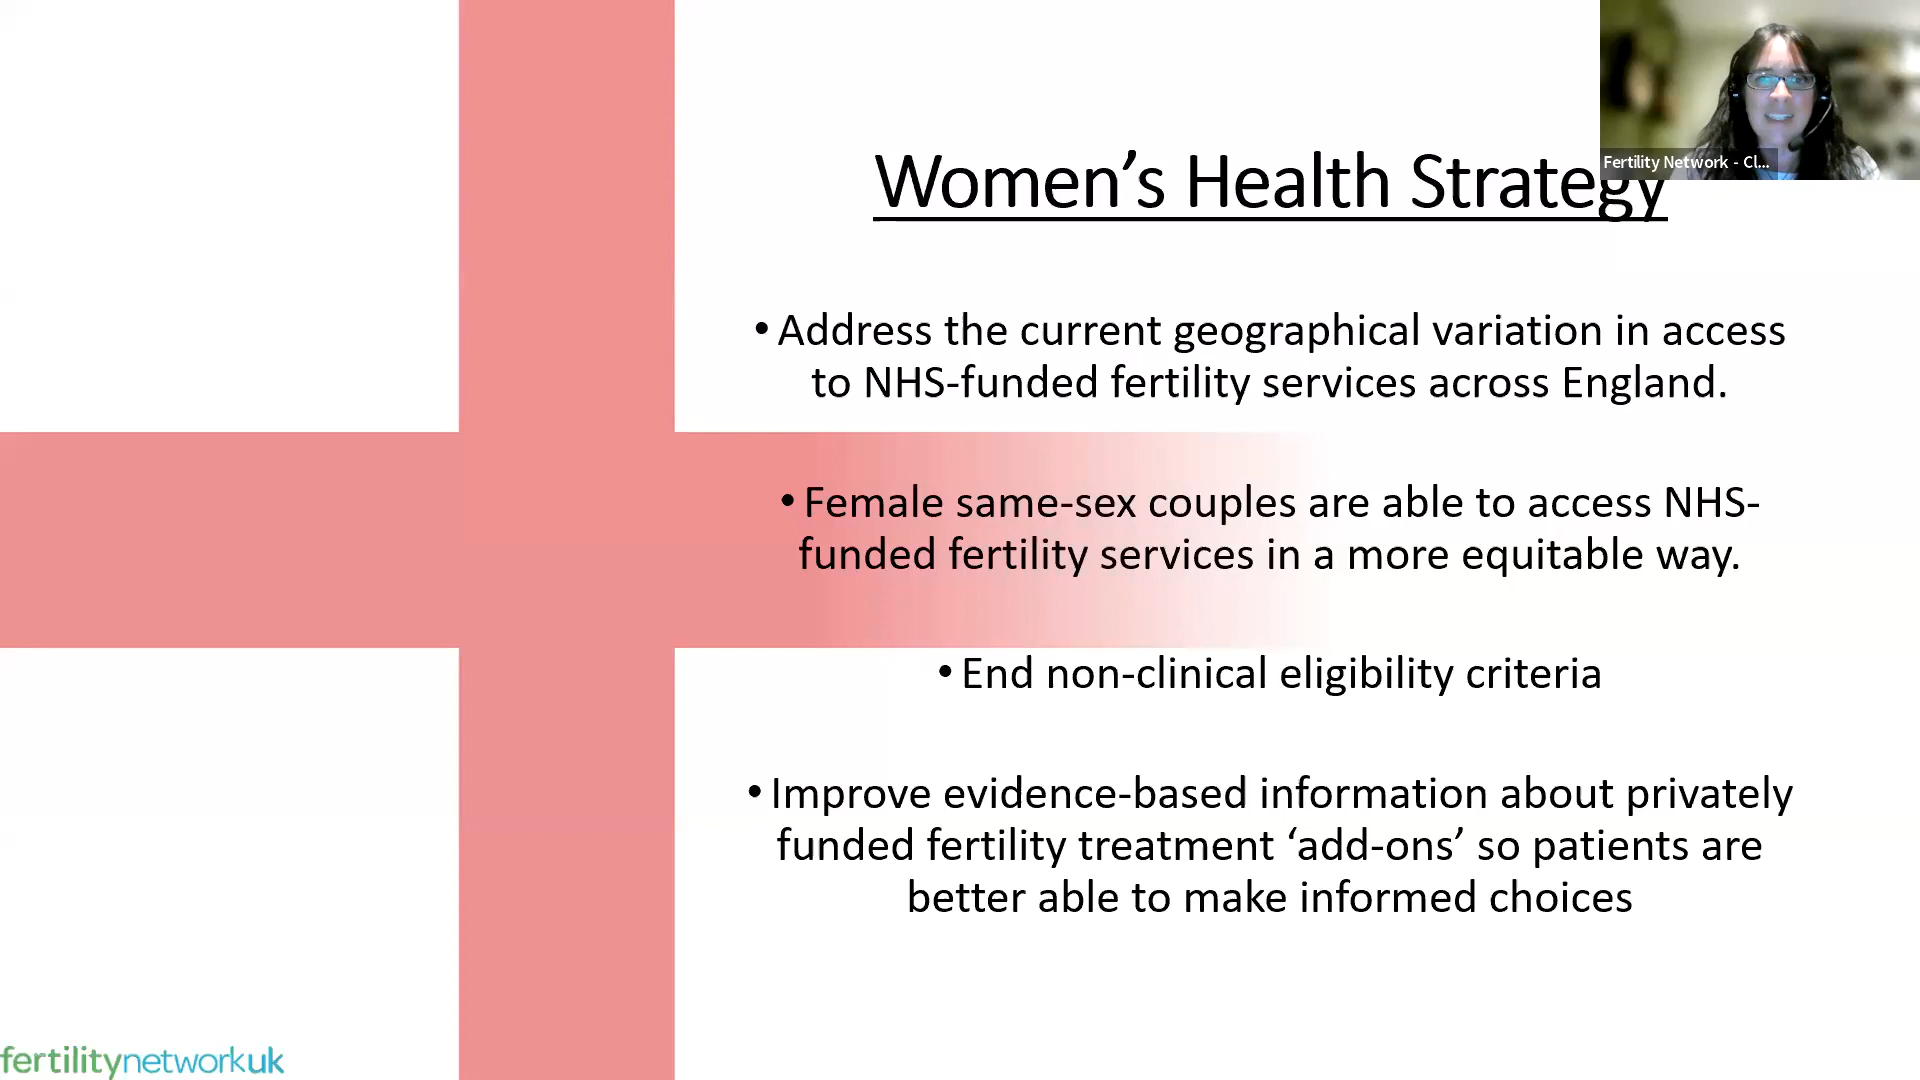 Fertility Network - Cl...
Women’s Health Strategy
• Address the current geographical variation in access
to NHS-funded fertility services across England.
• Female same-sex couples are able to access NHS-
funded fertility services in a more equitable way.
• End non-clinical eligibility criteria
• Improve evidence-based information about privately
funded fertility treatment ‘add-ons’ so patients are
better able to make informed choices
fertilitynetworkuk